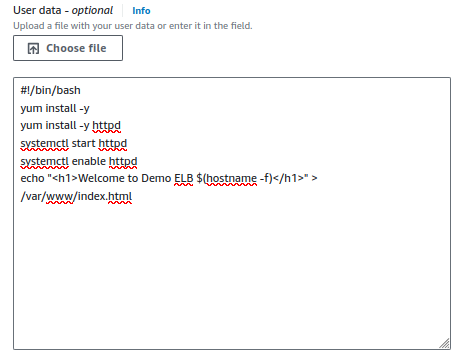 User data - optional Info
Upload a file with your user data or enter it in the field.
Choose file
#!/bin/bash
yum install -y
yum install -y httpd
systemctl start httpd
systemctl enable httpd
echo "<h1>Welcome to Demo ELB $(hostname -f)</h1>" >
/var/www/index.html